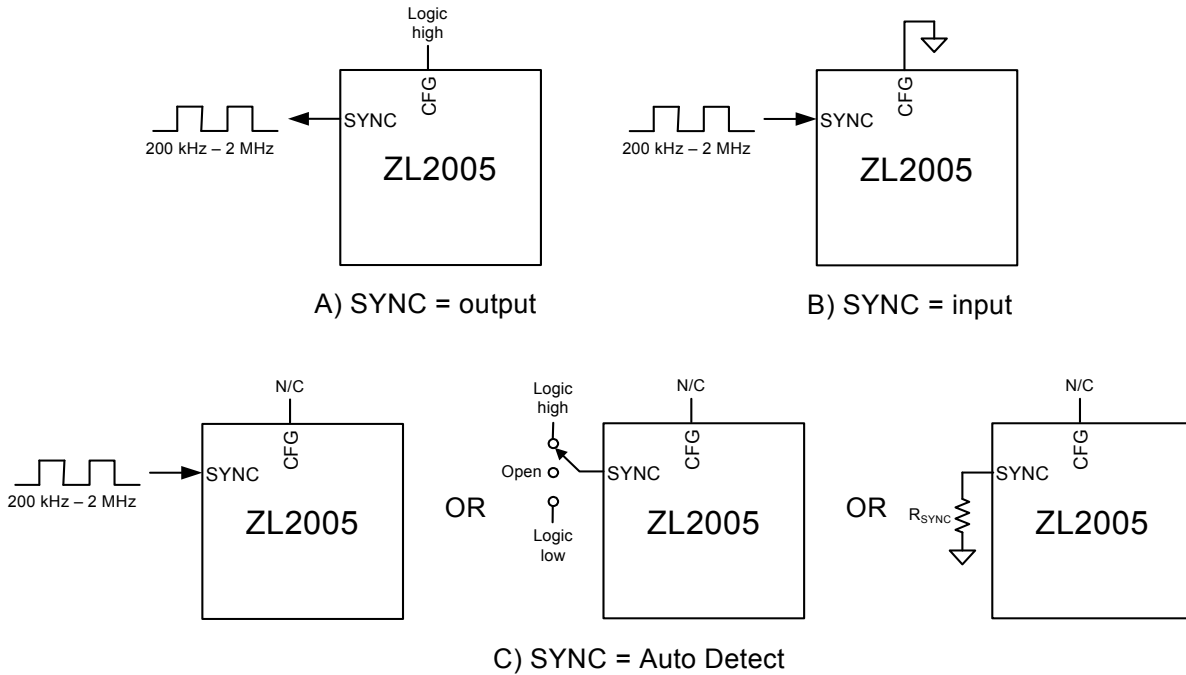 Logic
high
CFG
SYNC
200 kHz – 2 MHz
ZL2005
A) SYNC = output
CFG
SYNC
200 kHz – 2 MHz
ZL2005
B) SYNC = input
N/C
CFG
SYNC
200 kHz – 2 MHz
ZL2005
OR
Logic
high
Open
Logic
low
N/C
CFG
SYNC
ZL2005
OR
N/C
CFG
SYNC
RSYNC
ZL2005
C) SYNC = Auto Detect